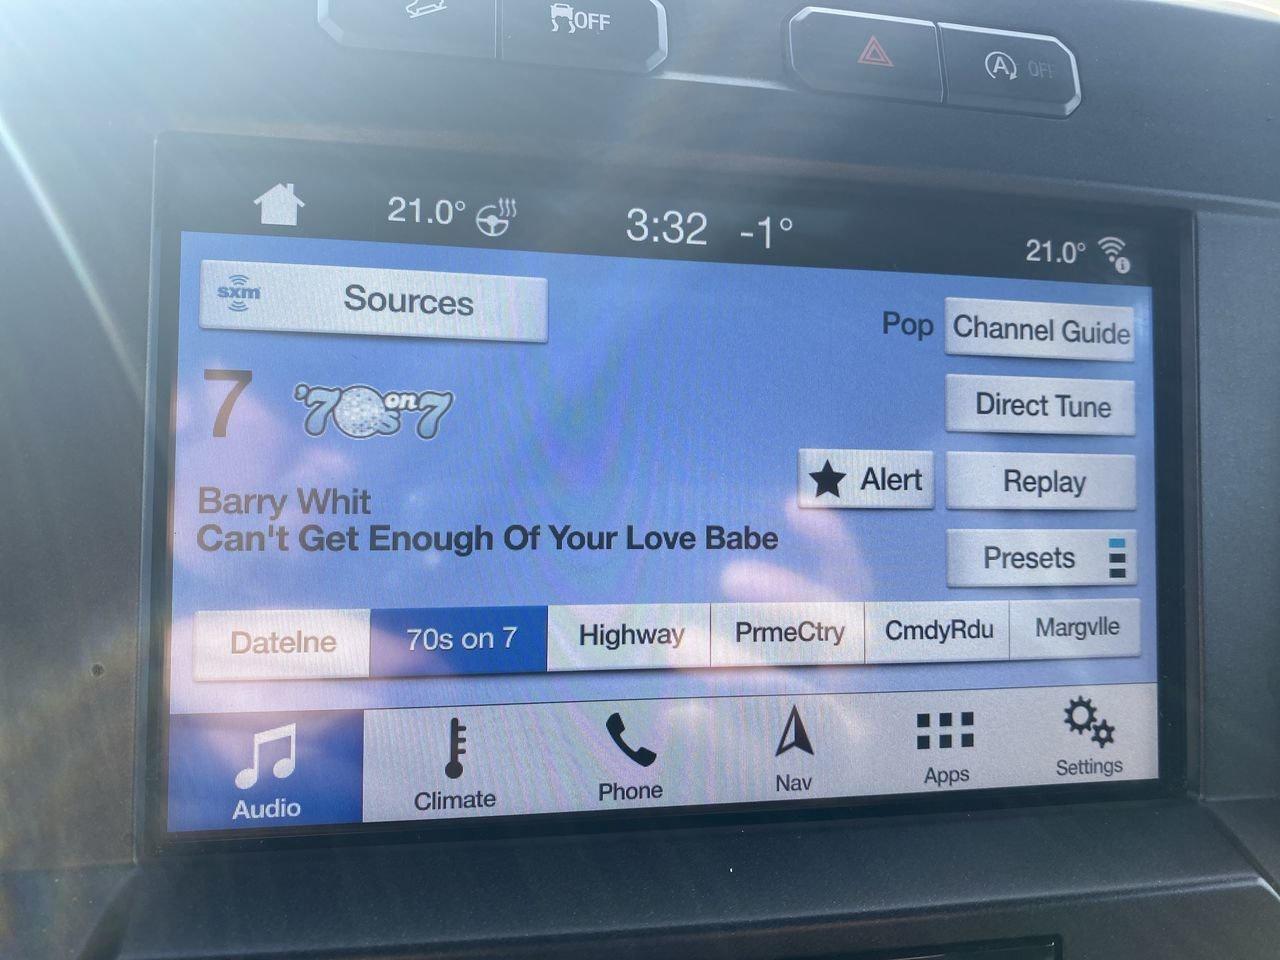 OFF
A OFF
21.0° 3:32 -1° 21.0°
sxm Sources
Pop Channel Guide
7 '70s on 7
Direct Tune
Alert Replay
Barry Whit
Can't Get Enough Of Your Love Babe
Presets
Datelne 70s on 7 Highway PrmeCtry CmdyRdu Margvlle
Audio Climate Phone Nav Apps Settings